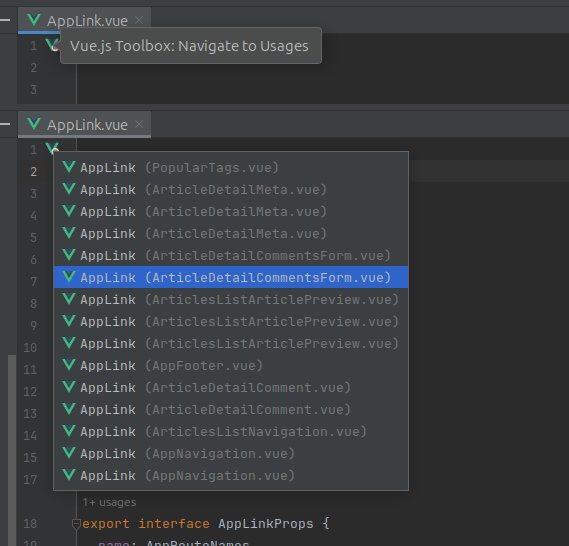 AppLink.vue ×
1
Vue.js Toolbox: Navigate to Usages
2
3
AppLink.vue ×
1
2 AppLink (PopularTags.vue)
3 AppLink (ArticleDetailMeta.vue)
4 AppLink (ArticleDetailMeta.vue)
5 AppLink (ArticleDetailMeta.vue)
6 AppLink (ArticleDetailCommentsForm.vue)
7 AppLink (ArticleDetailCommentsForm.vue)
8 AppLink (ArticlesListArticlePreview.vue)
9 AppLink (ArticlesListArticlePreview.vue)
10 AppLink (ArticlesListArticlePreview.vue)
11 AppLink (AppFooter.vue)
12 AppLink (ArticleDetailComment.vue)
13 AppLink (ArticleDetailComment.vue)
14 AppLink (ArticlesListNavigation.vue)
15 AppLink (AppNavigation.vue)
17 AppLink (AppNavigation.vue)
1+ usages
18 export interface AppLinkProps {
19 name: AppRouteNames